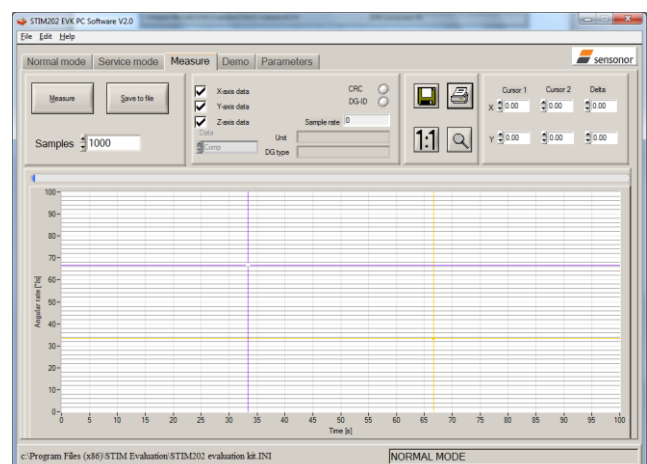 STIM202 EVK PC Software V2.0
File Edit Help
Normal mode Service mode Measure Demo Parameters
sensonor
Measure
Save to file
Samples 1000
X-axis data
Y-axis data
Z-axis data
Data
Comp
CRC
DG-ID
Sample rate 0
Unit
DG type
1:1
Cursor 1 Cursor 2 Delta
X 0.00 0.00 0.00
Y 0.00 0.00 0.00
100
90
80
70
60
50
40
30
20
10
0
Angular rate [°/s]
0 5 10 15 20 25 30 35 40 45 50 55 60 65 70 75 80 85 90 95 100
Time [s]
c:\Program Files (x86)\STIM Evaluation\STIM202 evaluation kit.INI
NORMAL MODE